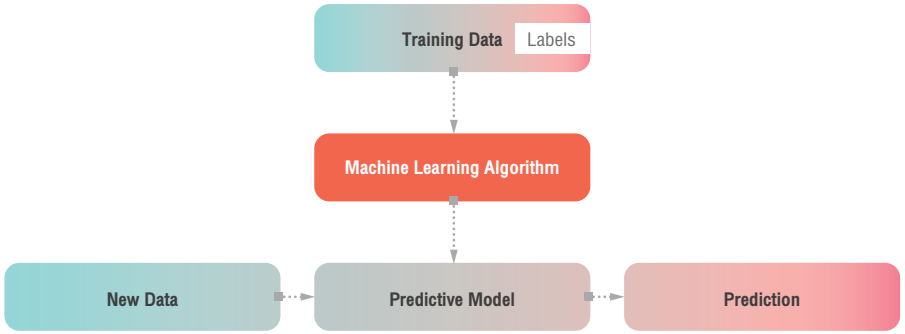 Training Data
Labels
Machine Learning Algorithm
New Data
Predictive Model
Prediction